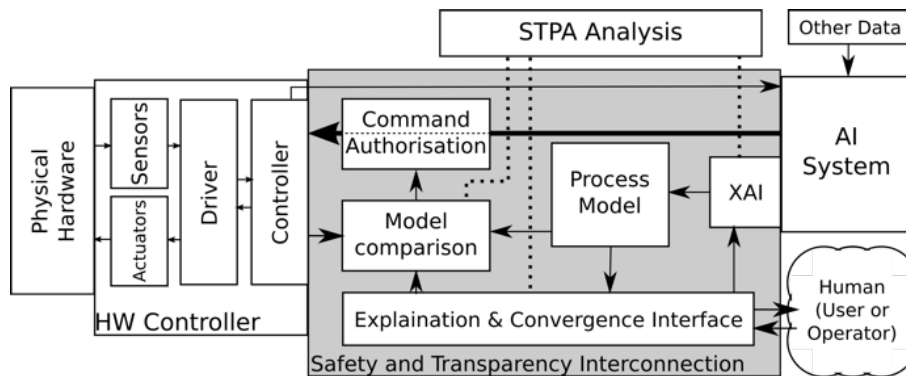 STPA Analysis
Other Data
Physical
Hardware
Sensors
Actuators
Driver
Controller
HW Controller
Command
Authorisation
Model
comparison
Process
Model
XAI
AI
System
Explaination & Convergence Interface
Human
(User or
Operator)
Safety and Transparency Interconnection